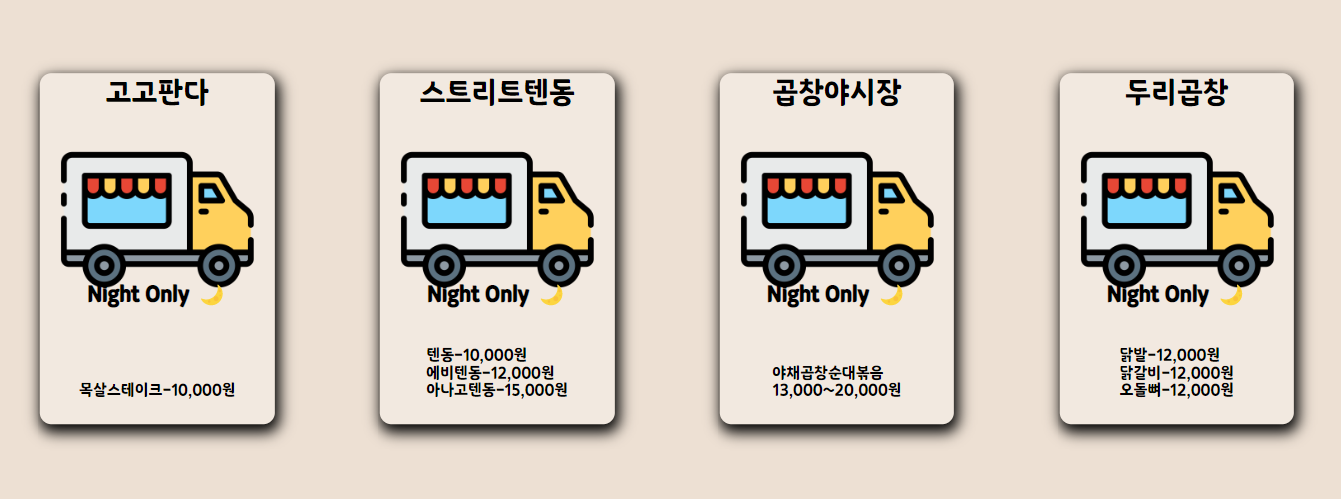 고고판다
Night Only
목살스테이크-10,000원
스트리트텐동
Night Only
텐동-10,000원
에비텐동-12,000원
아나고텐동-15,000원
곱창야시장
Night Only
야채곱창순대볶음
13,000~20,000원
두리곱창
Night Only
닭발-12,000원
닭갈비-12,000원
오돌뼈-12,000원